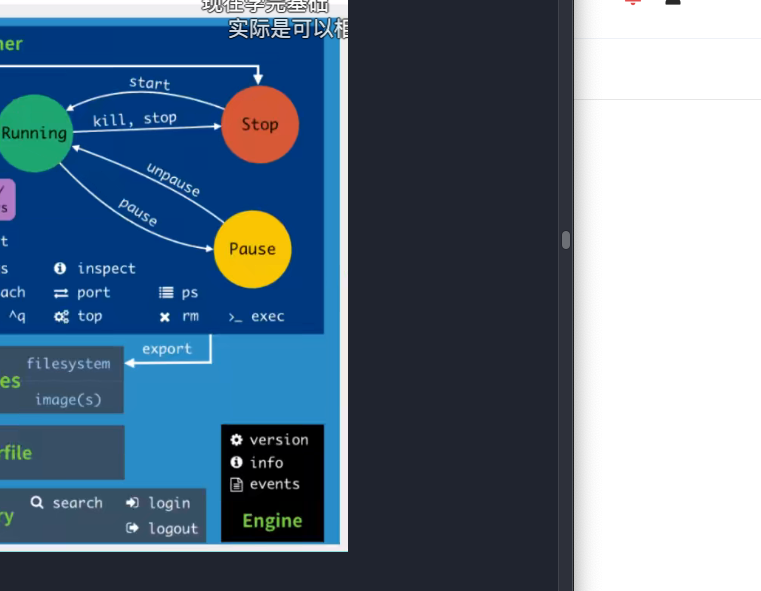 现在学完基础
实际是可以相
ner
start
Running
kill, stop
Stop
unpause
pause
Pause
s
t
s
inspect
ach
port
ps
^q
top
rm
>_ exec
export
filesystem
es
image(s)
version
rfile
info
events
search
login
ry
logout
Engine